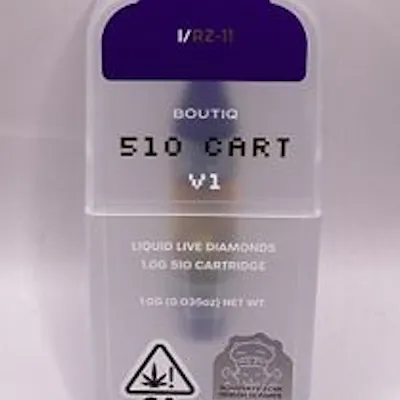 I/RZ-11
BOUTIQ
510 CART
V1
LIQUID LIVE DIAMONDS
1.0G 510 CARTRIDGE
1.0G (0.035oz) NET WT